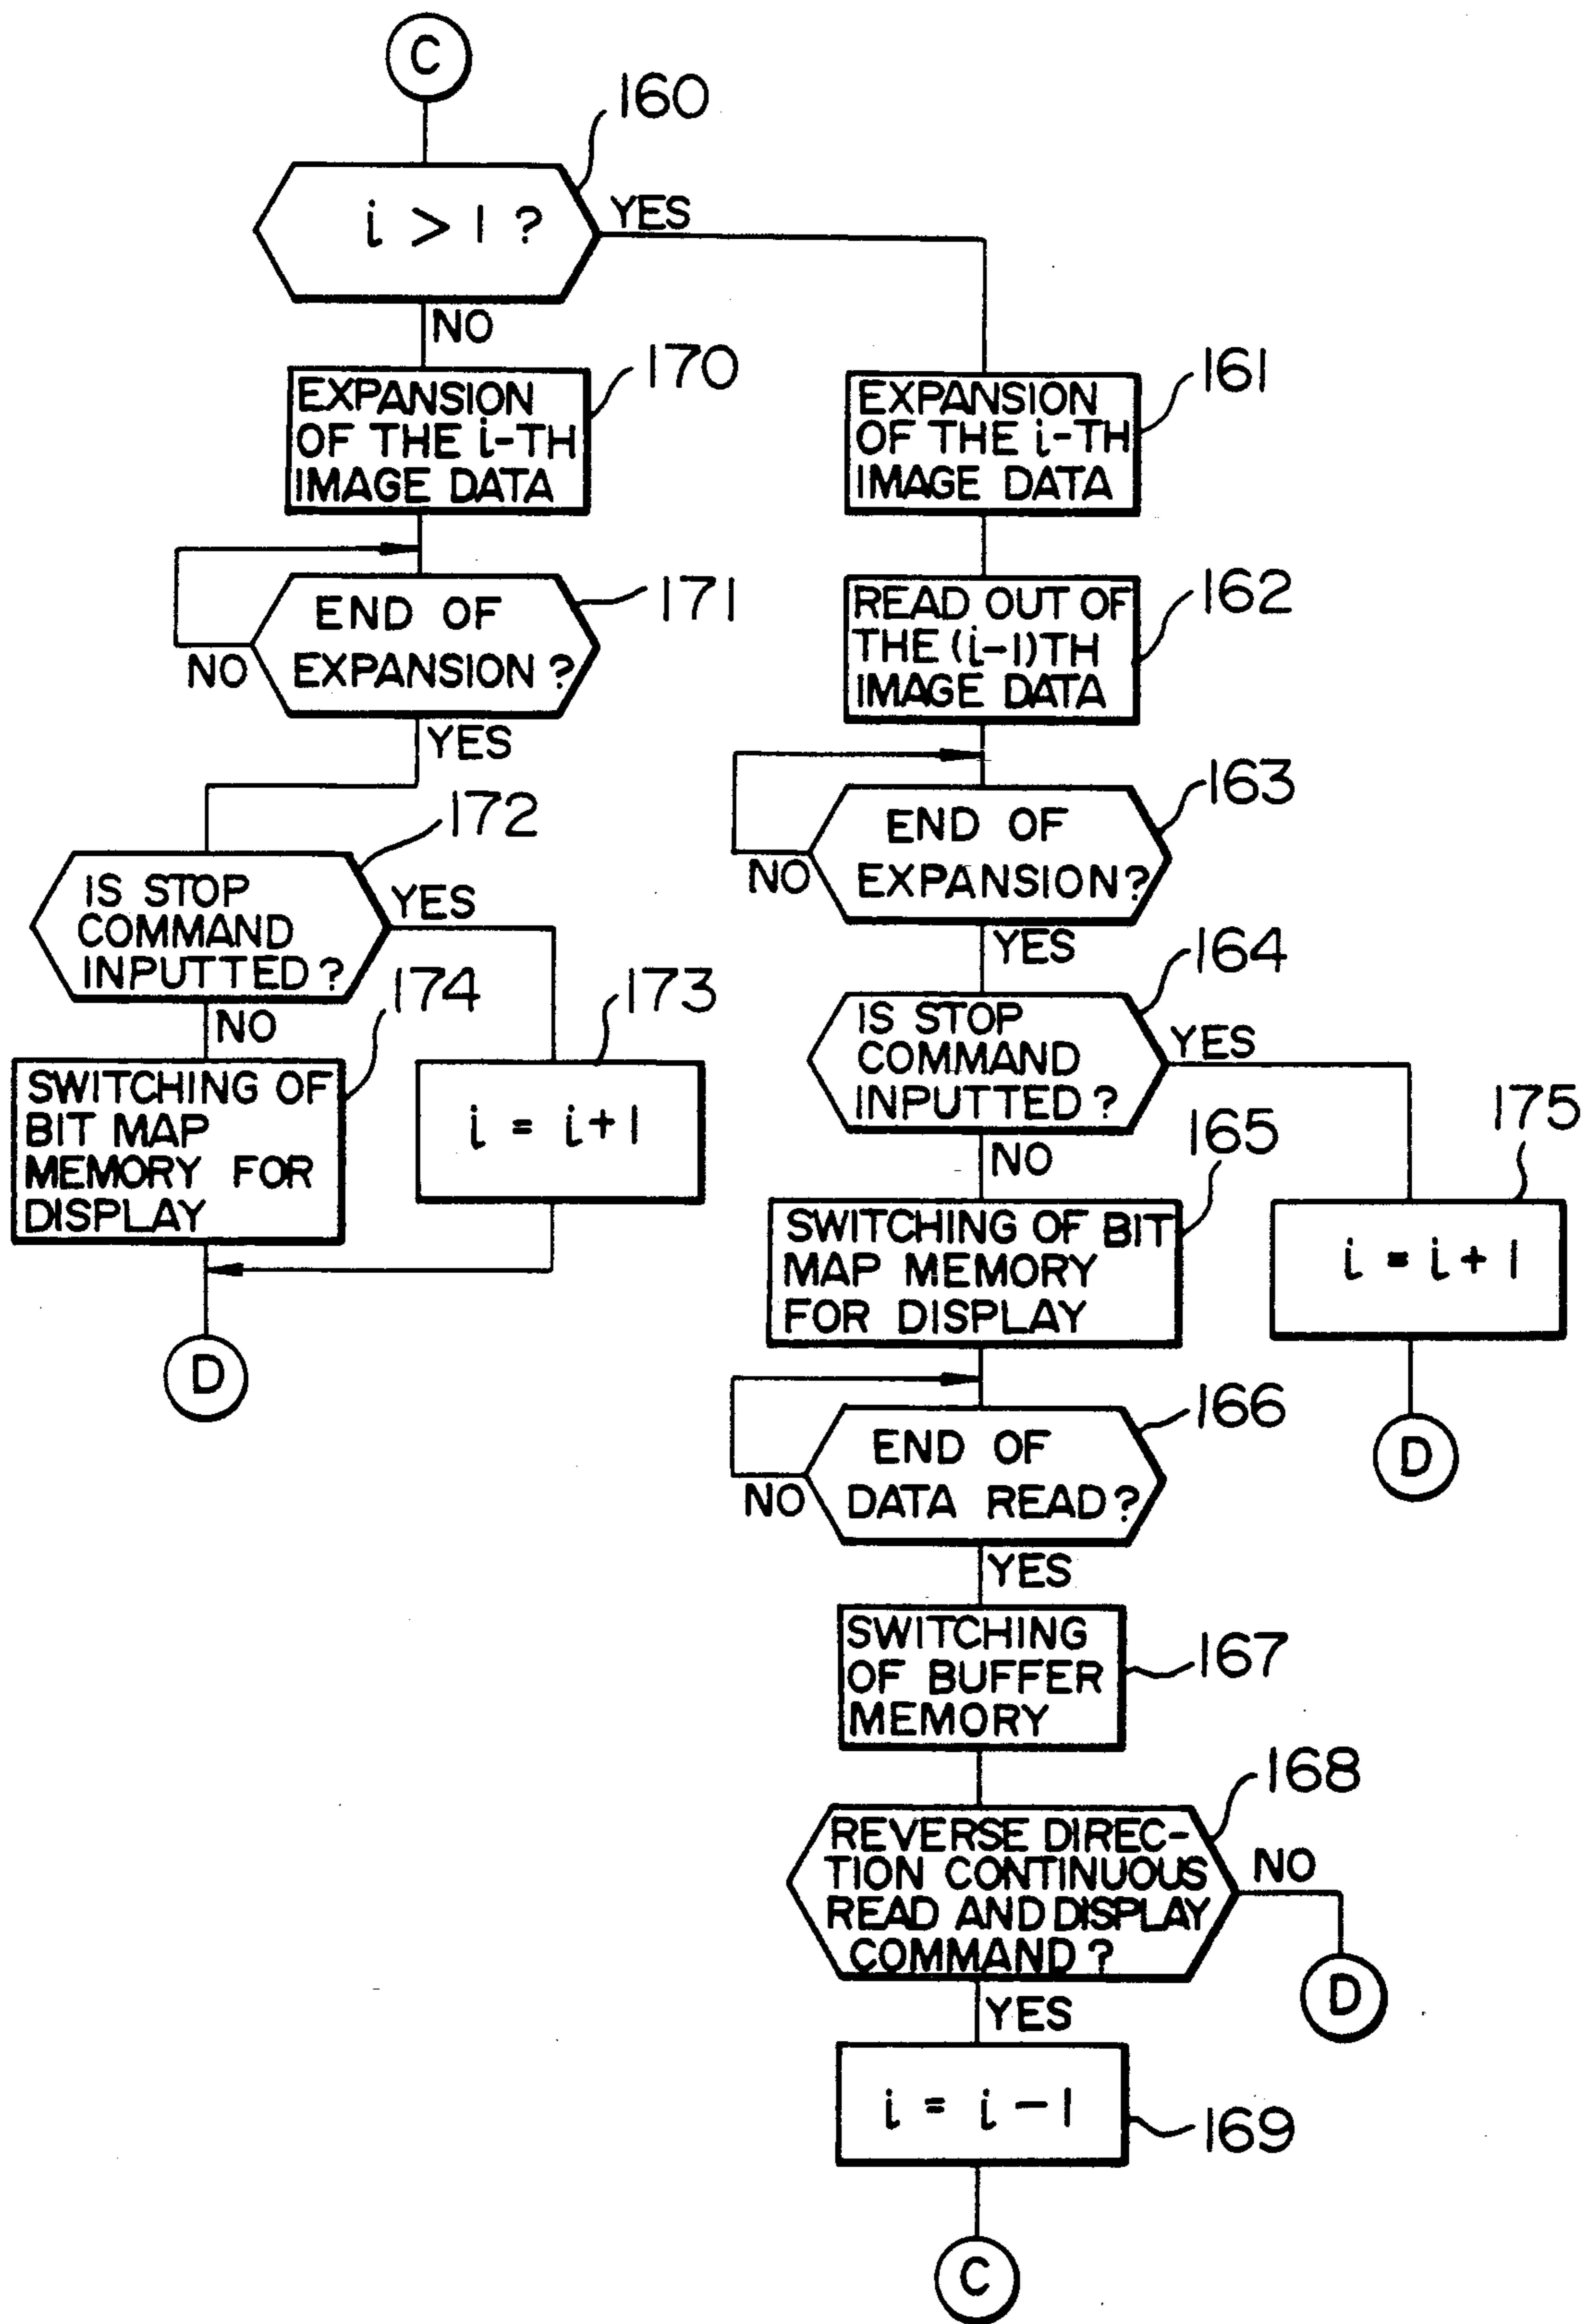 C
160
i > 1 ?
YES
NO
170
EXPANSION
OF THE i-TH
IMAGE DATA
161
EXPANSION
OF THE i-TH
IMAGE DATA
171
END OF
EXPANSION ?
NO
YES
162
READ OUT OF
THE (i-1)TH
IMAGE DATA
163
END OF
EXPANSION?
NO
YES
172
IS STOP
COMMAND
INPUTTED ?
YES
NO
174
SWITCHING OF
BIT MAP
MEMORY FOR
DISPLAY
173
i = i+1
D
164
IS STOP
COMMAND
INPUTTED ?
YES
NO
175
i = i+1
D
165
SWITCHING OF BIT
MAP MEMORY
FOR DISPLAY
166
END OF
DATA READ?
NO
YES
167
SWITCHING
OF BUFFER
MEMORY
168
REVERSE DIREC-
TION CONTINUOUS
READ AND DISPLAY
COMMAND ?
NO
D
YES
i = i - 1
169
C